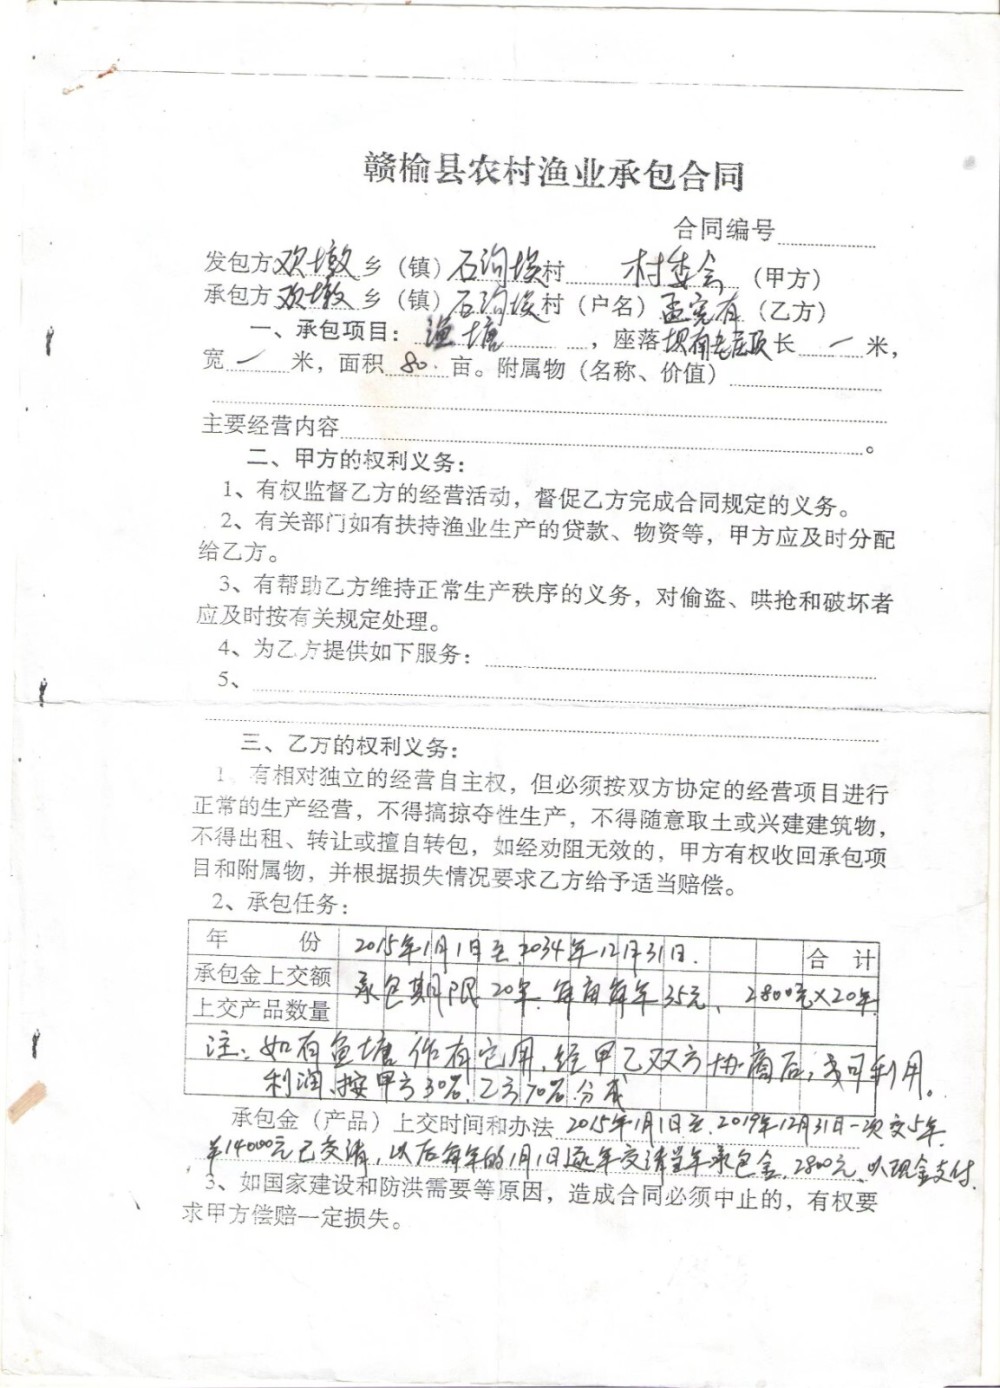 赣榆县农村渔业承包合同
合同编号
发包方欢墩乡（镇）石沟埃村 村委会（甲方）
承包方欢墩乡（镇）石沟埃村（户名）孟宪有（乙方）
一、承包项目：渔塘，座落坝南 长 一 米，
宽 一 米，面积 80. 亩。附属物（名称、价值）
主要经营内容 。
二、甲方的权利义务：
1、有权监督乙方的经营活动，督促乙方完成合同规定的义务。
2、有关部门如有扶持渔业生产的贷款、物资等，甲方应及时分配
给乙方。
3、有帮助乙方维持正常生产秩序的义务，对偷盗、哄抢和破坏者
应及时按有关规定处理。
4、为乙方提供如下服务：
5、
三、乙方的权利义务：
1、有相对独立的经营自主权，但必须按双方协定的经营项目进行
正常的生产经营，不得搞掠夺性生产，不得随意取土或兴建建筑物，
不得出租、转让或擅自转包，如经劝阻无效的，甲方有权收回承包项
目和附属物，并根据损失情况要求乙方给予适当赔偿。
2、承包任务：
年 份 2015年1月1日至2034年12月31日. 合 计
承包金上交额 承包期限20年.每亩每年35元、2800元×20年
上交产品数量
注：如有鱼塘作有它用、经甲乙双方协商后，方可利用。
利润、按甲方30%、乙方70%分成
承包金（产品）上交时间和办法 2015年1月1日至2019年12月31日一次交5年.
￥14000元已交清，以后每年的1月1日逐年交清当年承包金.2800元.以现金支付.
3、如国家建设和防洪需要等原因，造成合同必须中止的，有权要
求甲方偿赔一定损失。